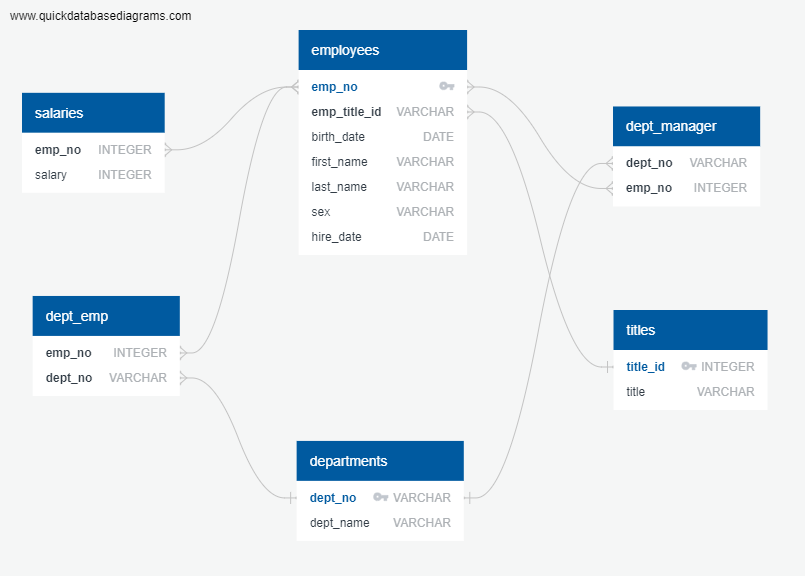 www.quickdatabasediagrams.com
employees
emp_no
emp_title_id VARCHAR
birth_date DATE
first_name VARCHAR
last_name VARCHAR
sex VARCHAR
hire_date DATE
salaries
emp_no INTEGER
salary INTEGER
dept_manager
dept_no VARCHAR
emp_no INTEGER
dept_emp
emp_no INTEGER
dept_no VARCHAR
titles
title_id INTEGER
title VARCHAR
departments
dept_no VARCHAR
dept_name VARCHAR